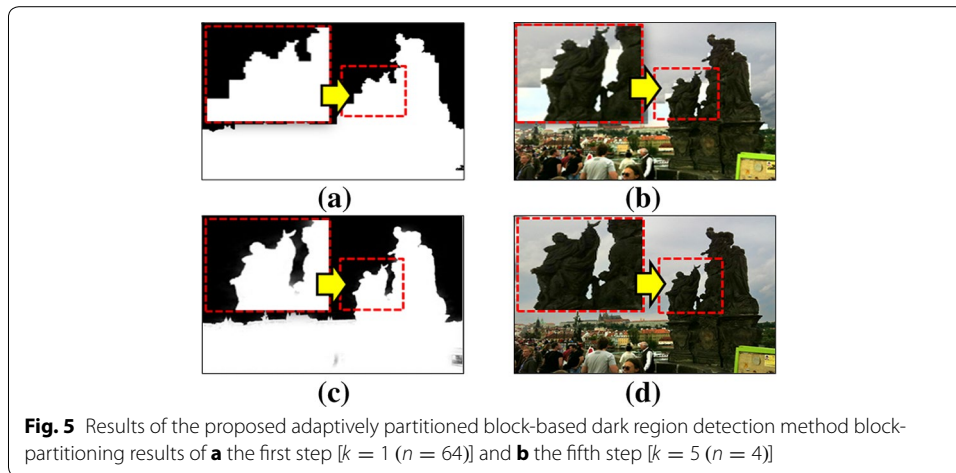 (a)
(b)
(c)
(d)
Fig. 5 Results of the proposed adaptively partitioned block-based dark region detection method block-
partitioning results of a the first step [k = 1 (n = 64)] and b the fifth step [k = 5 (n = 4)]